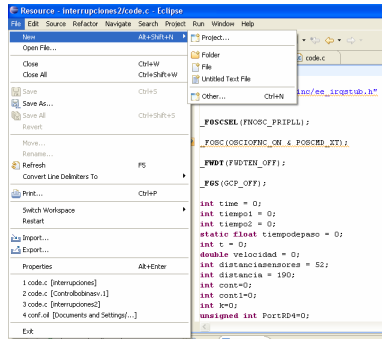 Resource - interrupciones2/code.c - Eclipse
File Edit Source Refactor Navigate Search Project Run Window Help
New Alt+Shift+N
Open File...
Close Ctrl+W
Close All Ctrl+Shift+W
Save Ctrl+S
Save As...
Save All Ctrl+Shift+S
Revert
Move...
Rename...
Refresh F5
Convert Line Delimiters To
Print... Ctrl+P
Switch Workspace
Restart
Import...
Export...
Properties Alt+Enter
1 code.c [interrupciones]
2 code.c [Controlbobinasv.1]
3 code.c [interrupciones2]
4 conf.oil [Documents and Settings/...]
Exit
Project...
Folder
File
Untitled Text File
Other... Ctrl+N
code.c
inc/ee_irqstub.h"
_FOSCSEL(FNOSC_PRIPLL);
_FOSC(OSCIOFNC_ON & POSCMD_XT);
_FWDT(FWDTEN_OFF);
_FGS(GCP_OFF);
int time = 0;
int tiempo1 = 0;
int tiempo2 = 0;
static float tiempodepaso = 0;
int t = 0;
double velocidad = 0;
int distanciasensores = 52;
int distancia = 190;
int cont=0;
int cont1=0;
int k=0;
unsigned int PortRD4=0;